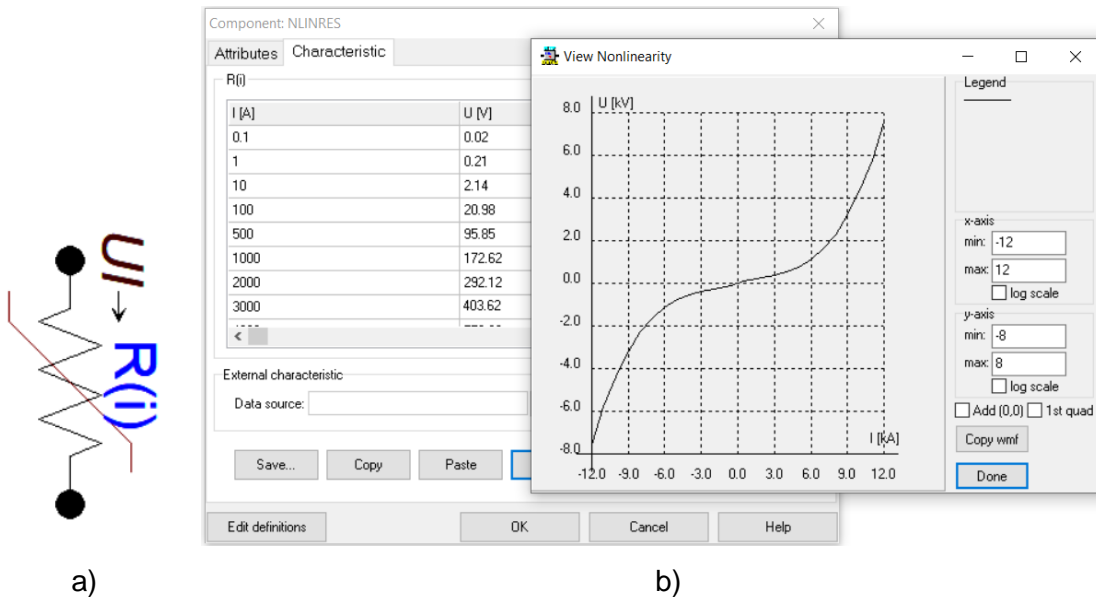 UI
R(i)
Component: NLINRES
Attributes Characteristic
R(i)
I [A] U [V]
0.1 0.02
1 0.21
10 2.14
100 20.98
500 95.85
1000 172.62
2000 292.12
3000 403.62
External characteristic
Data source:
Save... Copy Paste
Edit definitions OK Cancel Help
View Nonlinearity
U [kV]
8.0
6.0
4.0
2.0
0.0
-2.0
-4.0
-6.0
-8.0
I [kA]
-12.0 -9.0 -6.0 -3.0 0.0 3.0 6.0 9.0 12.0
Legend
x-axis
min: -12
max: 12
log scale
y-axis
min: -8
max: 8
log scale
Add (0,0) 1st quad
Copy wmf
Done
a) b)